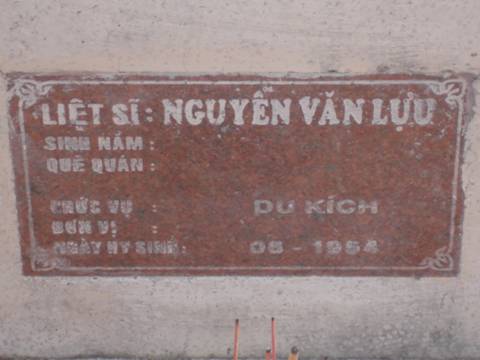 LIỆT SĨ: NGUYỄN VĂN LỰU
SINH NĂM :
QUÊ QUÁN :
CHỨC VỤ : DU KÍCH
ĐƠN VỊ :
NGÀY HY SINH: 06 - 1954